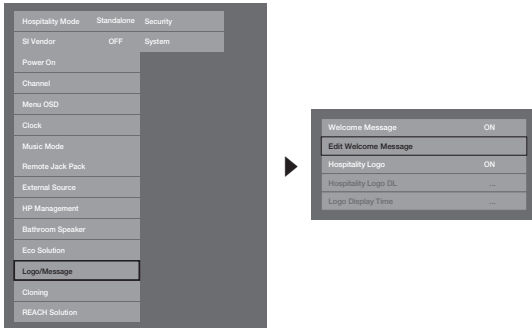 Hospitality Mode Standalone Security
SI Vendor OFF System
Power On
Channel
Menu OSD
Clock
Music Mode
Remote Jack Pack
External Source
HP Management
Bathroom Speaker
Eco Solution
Logo/Message
Cloning
REACH Solution
Welcome Message ON
Edit Welcome Message
Hospitality Logo ON
Hospitality Logo DL ...
Logo Display Time ...